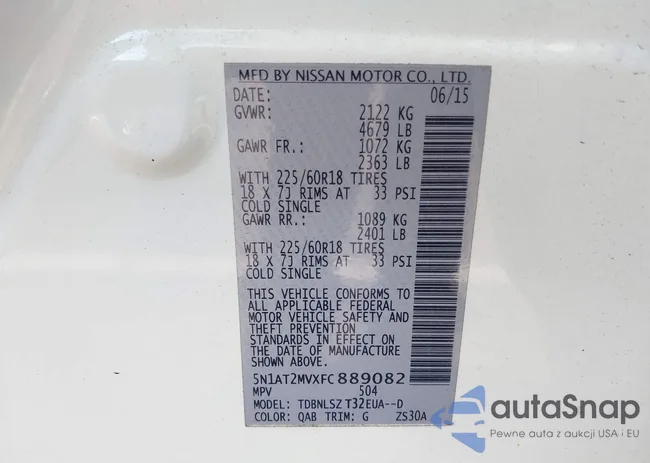 MFD BY NISSAN MOTOR CO., LTD.
DATE: 06/15
GVWR: 2122 KG
4679 LB
GAWR FR.: 1072 KG
2363 LB
WITH 225/60R18 TIRES
18 X 7J RIMS AT 33 PSI
COLD SINGLE
GAWR RR.: 1089 KG
2401 LB
WITH 225/60R18 TIRES
18 X 7J RIMS AT 33 PSI
COLD SINGLE
THIS VEHICLE CONFORMS TO
ALL APPLICABLE FEDERAL
MOTOR VEHICLE SAFETY AND
THEFT PREVENTION
STANDARDS IN EFFECT ON
THE DATE OF MANUFACTURE
SHOWN ABOVE.
5N1AT2MVXFC889082
MPV 504
MODEL: TDBNLSZ T32EUA--D
COLOR: QAB TRIM: G ZS30A
autoSnap
Pewne auta z aukcji USA i EU